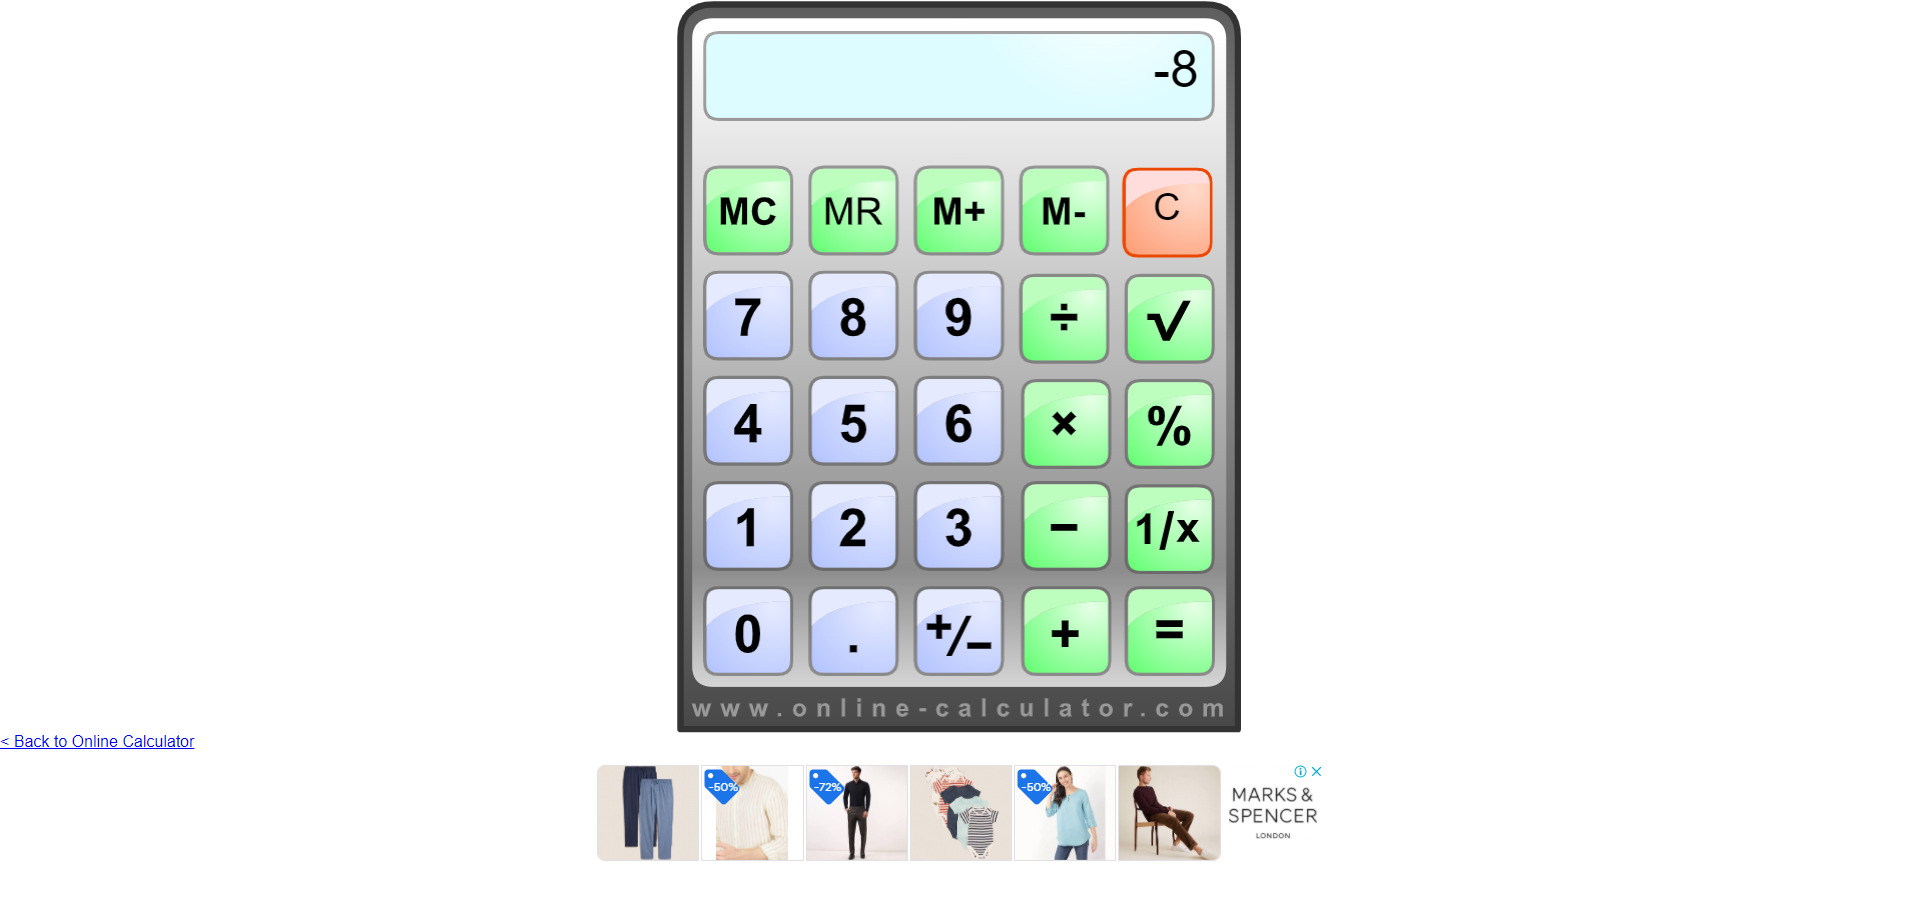 -8
MC MR M+ M- C
7 8 9 ÷ √
4 5 6 × %
1 2 3 − 1/x
0 . +/− + =
www.online-calculator.com
< Back to Online Calculator
-50% -72% -50%
MARKS &
SPENCER
LONDON